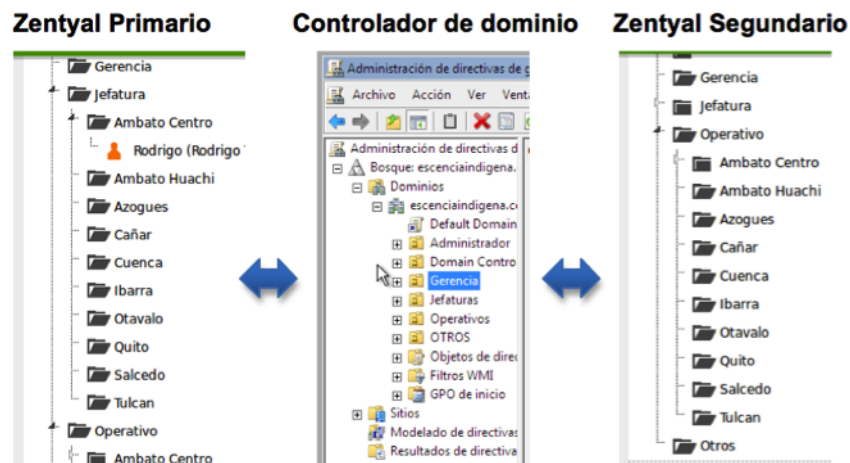 Zentyal Primario
Gerencia
Jefatura
Ambato Centro
Rodrigo (Rodrigo
Ambato Huachi
Azogues
Cañar
Cuenca
Ibarra
Otavalo
Quito
Salcedo
Tulcan
Operativo
Ambato Centro
Controlador de dominio
Administración de directivas de g
Archivo Acción Ver Venta
Administración de directivas d
Bosque: escenciaindigena.
Dominios
escenciaindigena.co
Default Domain
Administrador
Domain Contro
Gerencia
Jefaturas
Operativos
OTROS
Objetos de direc
Filtros WMI
GPO de inicio
Sitios
Modelado de directivas
Resultados de directiva
Zentyal Segundario
Gerencia
Jefatura
Operativo
Ambato Centro
Ambato Huachi
Azogues
Cañar
Cuenca
Ibarra
Otavalo
Quito
Salcedo
Tulcan
Otros